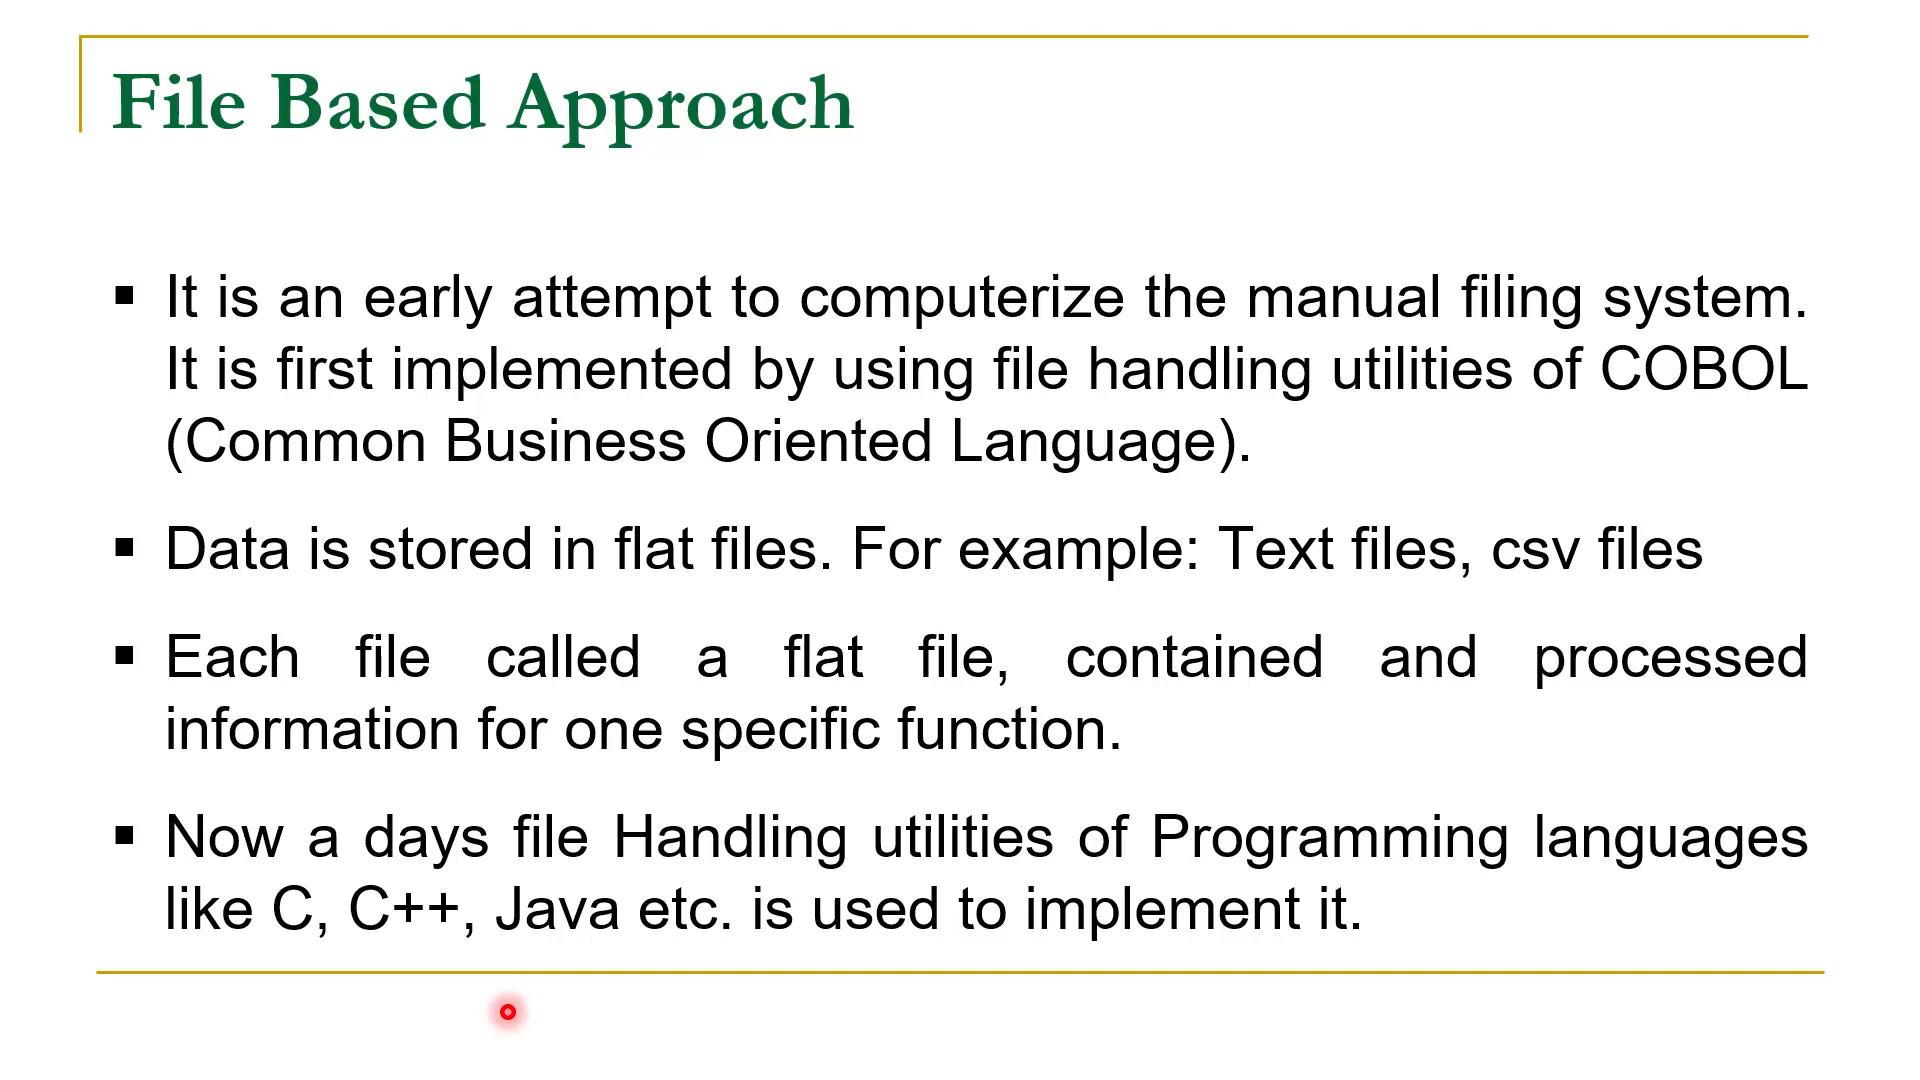 File Based Approach
▪ It is an early attempt to computerize the manual filing system.
It is first implemented by using file handling utilities of COBOL
(Common Business Oriented Language).
▪ Data is stored in flat files. For example: Text files, csv files
▪ Each file called a flat file, contained and processed
information for one specific function.
▪ Now a days file Handling utilities of Programming languages
like C, C++, Java etc. is used to implement it.